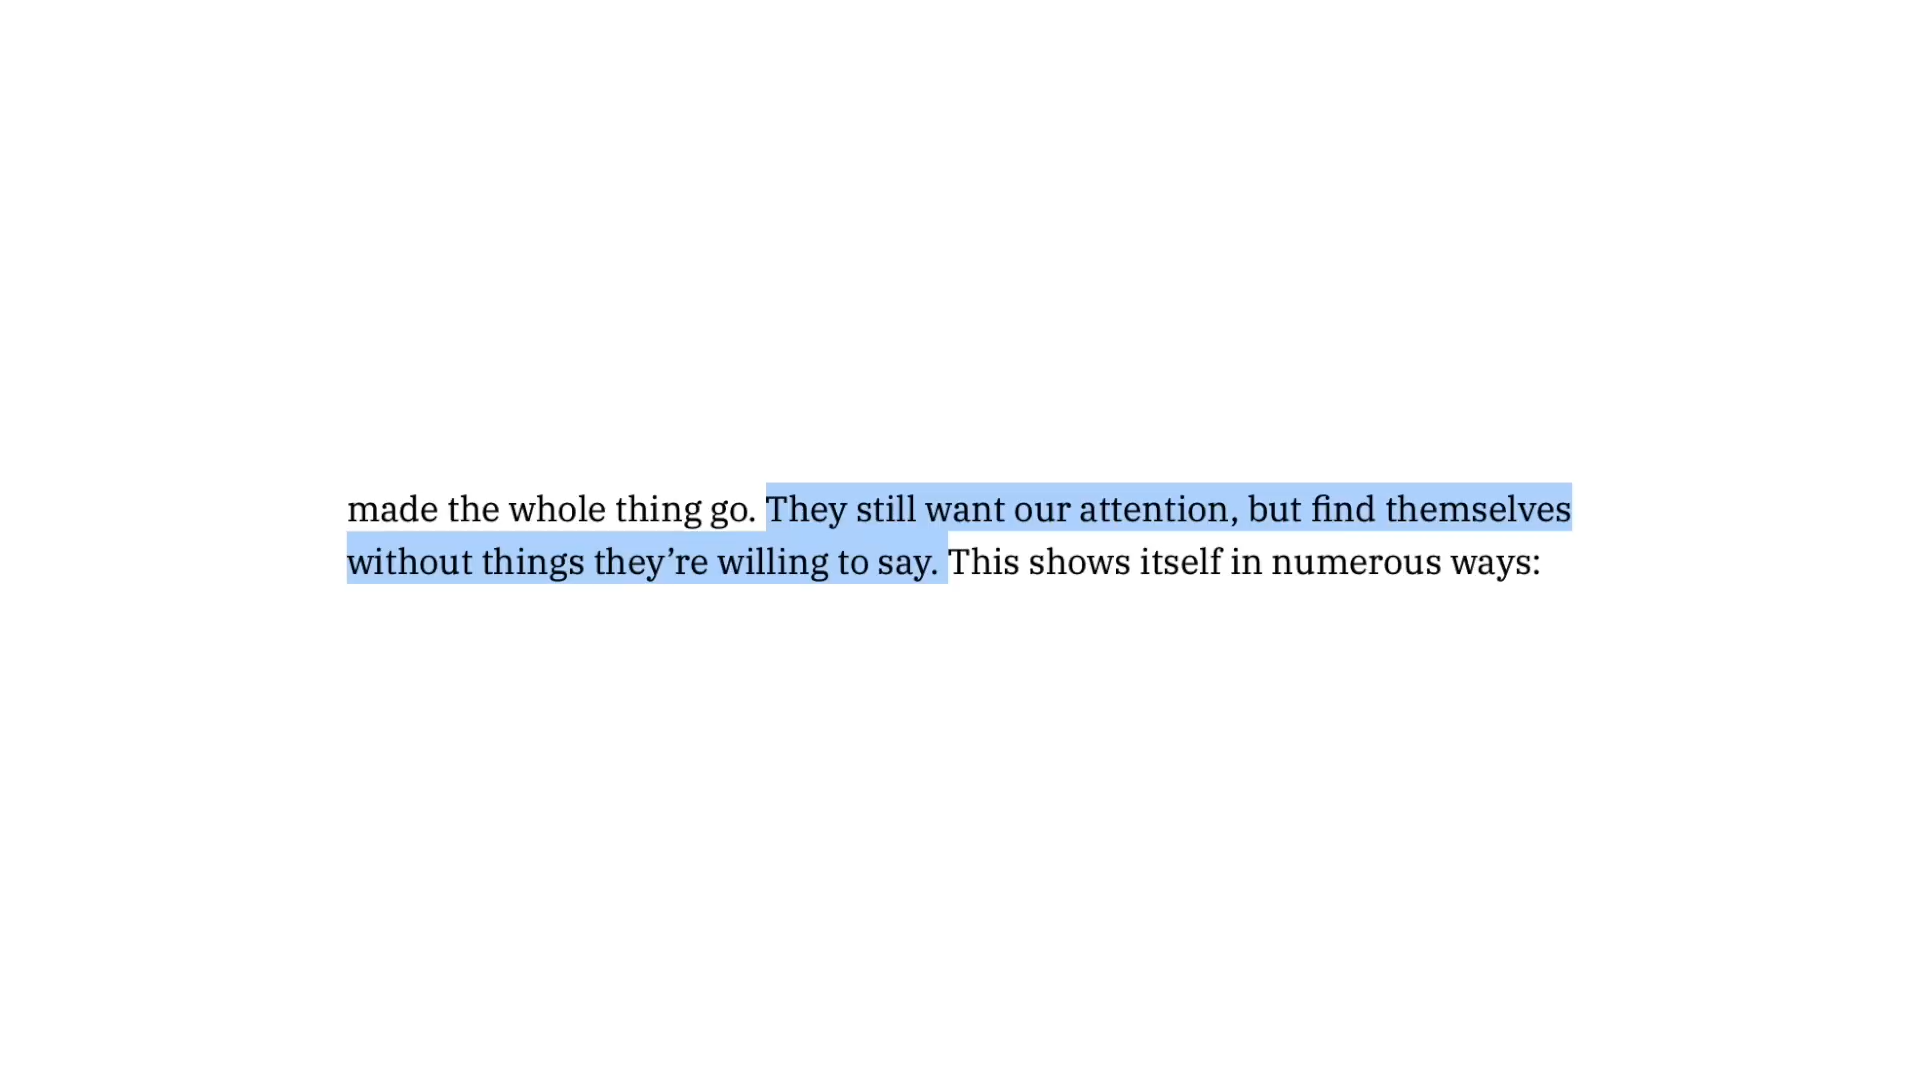 made the whole thing go. They still want our attention, but find themselves
without things they’re willing to say. This shows itself in numerous ways: